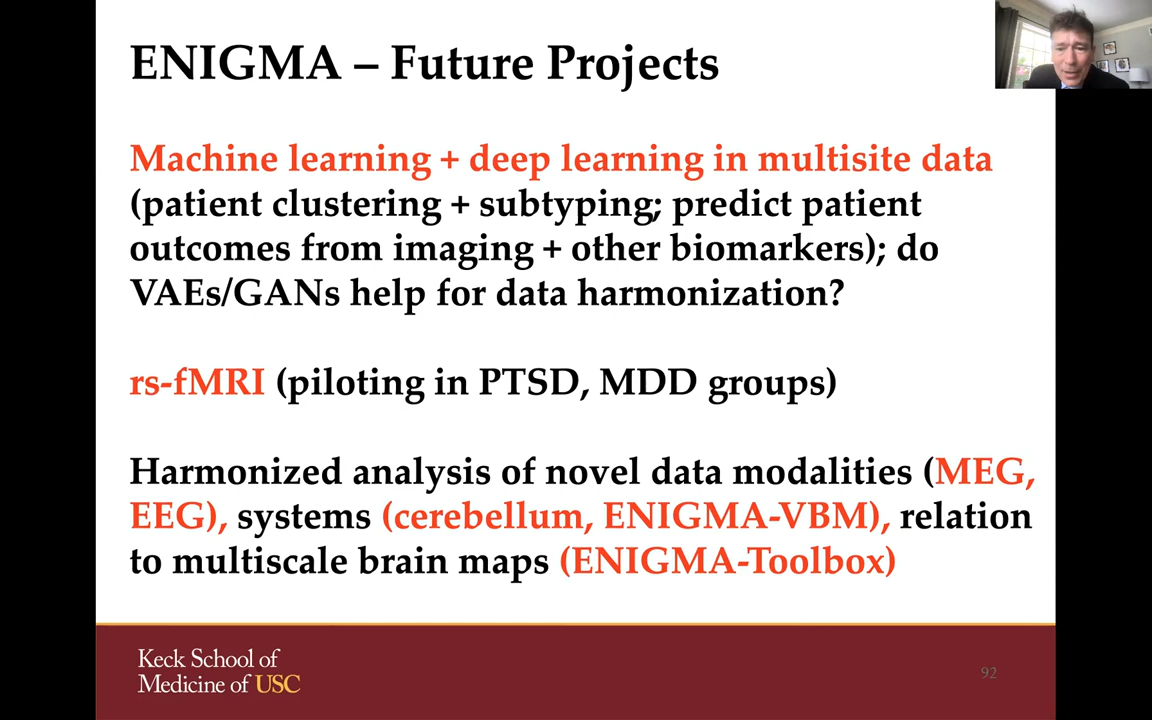 ENIGMA – Future Projects
Machine learning + deep learning in multisite data
(patient clustering + subtyping; predict patient
outcomes from imaging + other biomarkers); do
VAEs/GANs help for data harmonization?
rs-fMRI (piloting in PTSD, MDD groups)
Harmonized analysis of novel data modalities (MEG,
EEG), systems (cerebellum, ENIGMA-VBM), relation
to multiscale brain maps (ENIGMA-Toolbox)
Keck School of
Medicine of USC
92